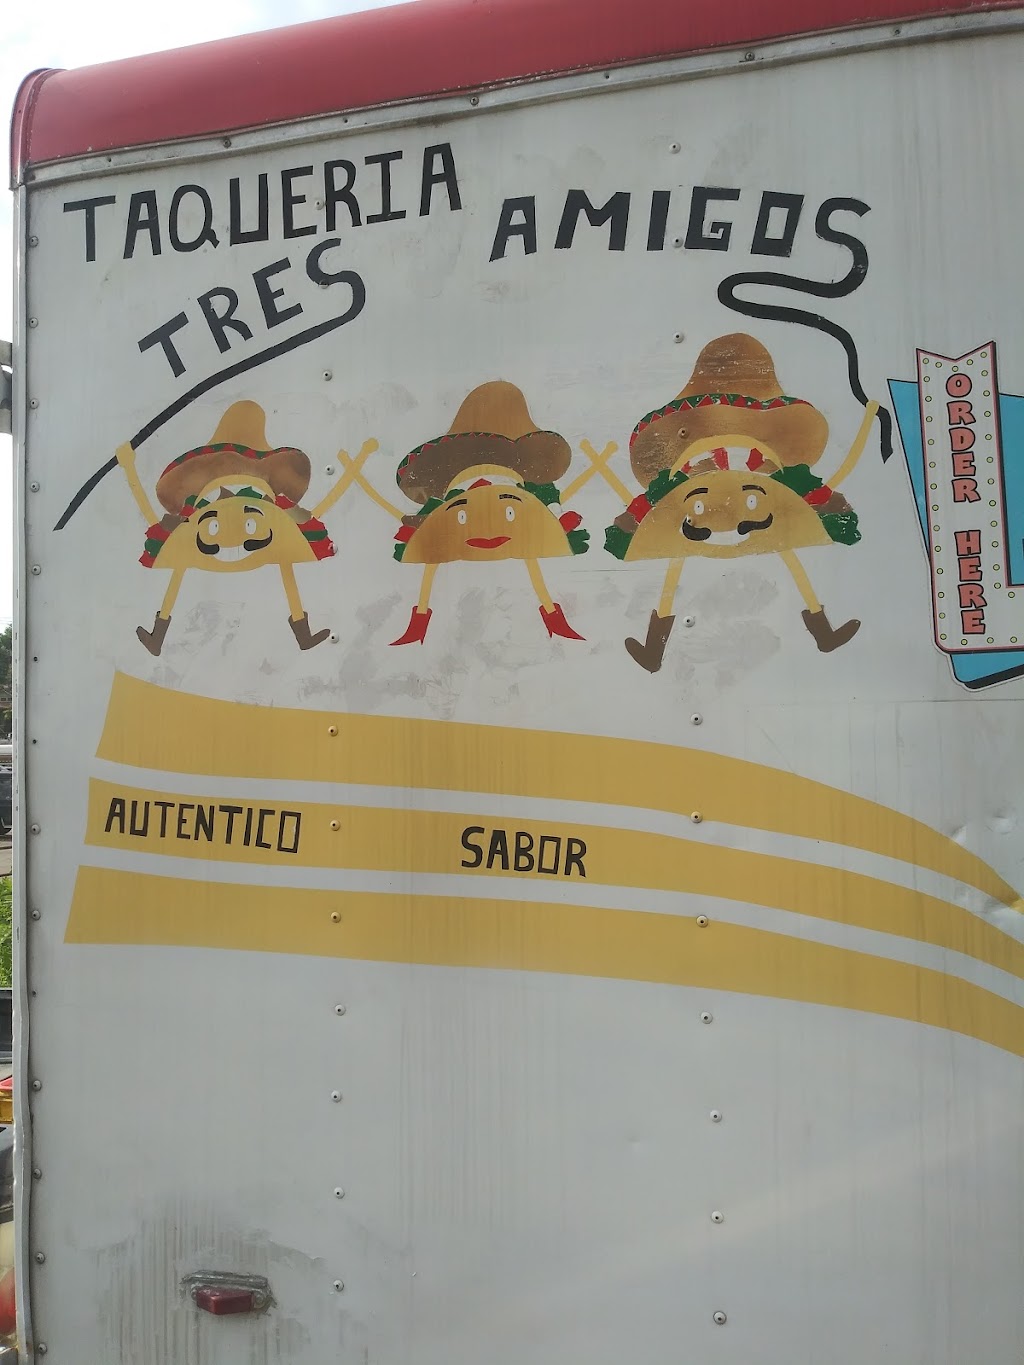 TAQUERIA
TRES AMIGOS
ORDER HERE
AUTENTICO SABOR